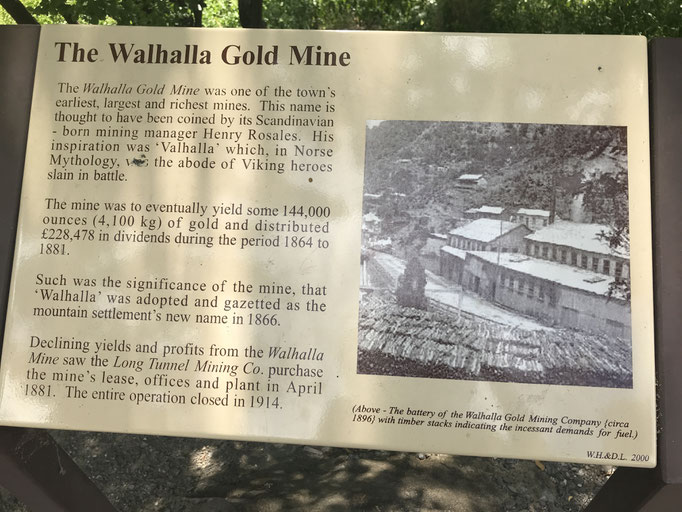 The Walhalla Gold Mine
The Walhalla Gold Mine was one of the town's
earliest, largest and richest mines. This name is
thought to have been coined by its Scandinavian
- born mining manager Henry Rosales. His
inspiration was 'Valhalla' which, in Norse
Mythology, the abode of Viking heroes
slain in battle.
The mine was to eventually yield some 144,000
ounces (4,100 kg) of gold and distributed
£228,478 in dividends during the period 1864 to
1881.
Such was the significance of the mine, that
'Walhalla' was adopted and gazetted as the
mountain settlement's new name in 1866.
Declining yields and profits from the Walhalla
Mine saw the Long Tunnel Mining Co. purchase
the mine's lease, offices and plant in April
1881. The entire operation closed in 1914.
(Above - The battery of the Walhalla Gold Mining Company {circa
1896} with timber stacks indicating the incessant demands for fuel.)
W.H.&D.L. 2000